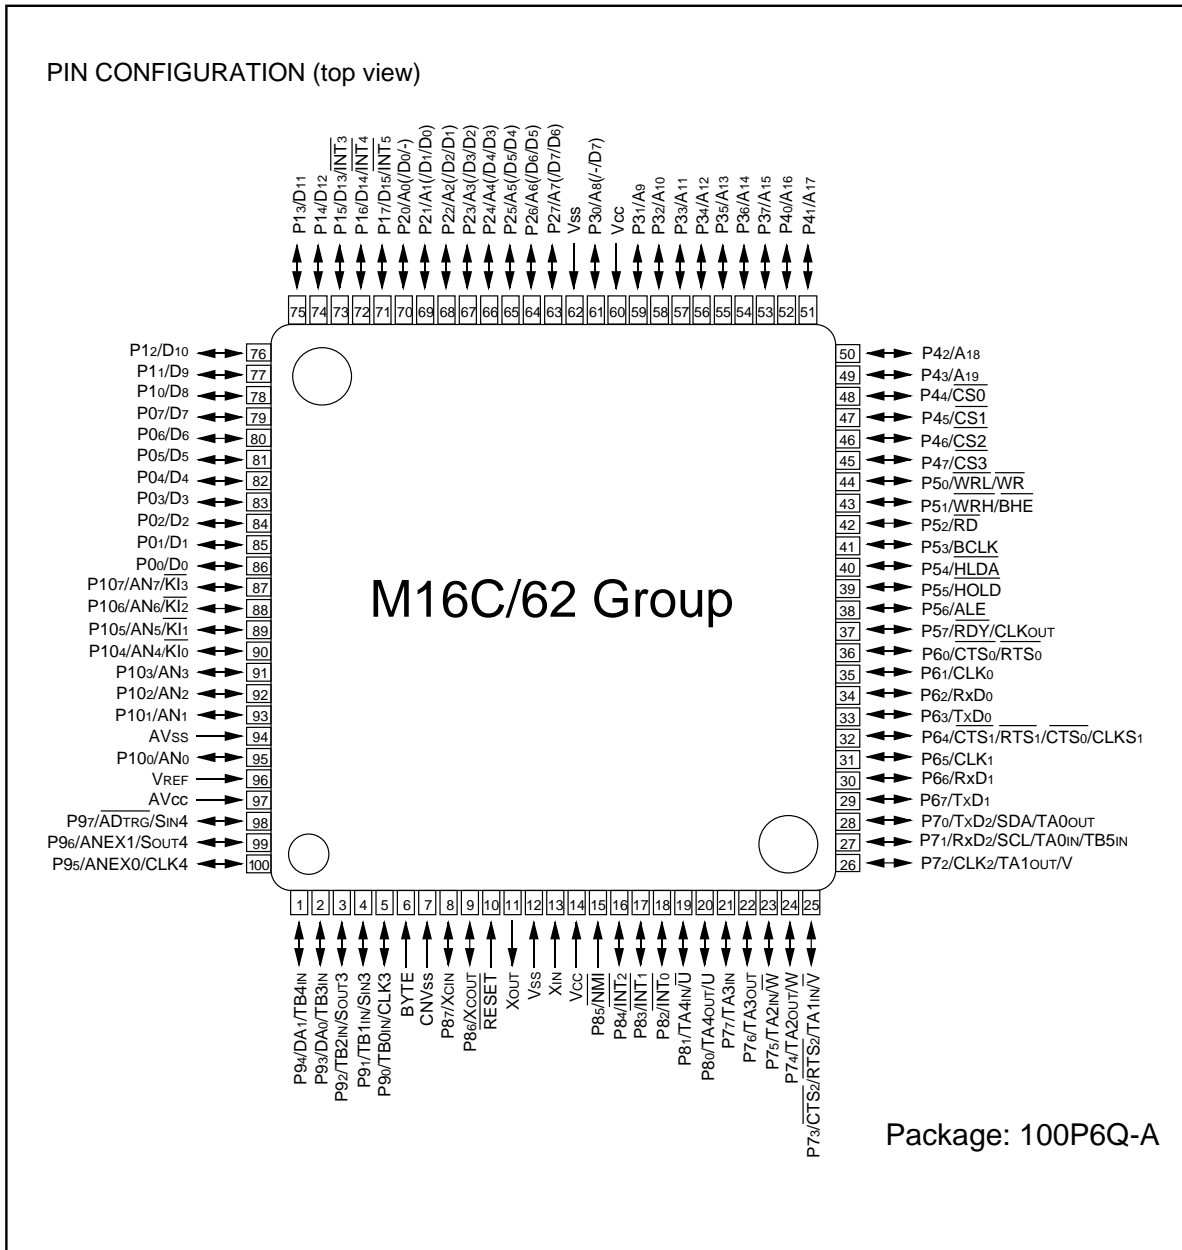 PIN CONFIGURATION (top view)
P13/D11
P14/D12
P15/D13/INT3
P16/D14/INT4
P17/D15/INT5
P20/A0(/D0/-)
P21/A1(/D1/D0)
P22/A2(/D2/D1)
P23/A3(/D3/D2)
P24/A4(/D4/D3)
P25/A5(/D5/D4)
P26/A6(/D6/D5)
P27/A7(/D7/D6)
Vss
P30/A8(/-/D7)
Vcc
P31/A9
P32/A10
P33/A11
P34/A12
P35/A13
P36/A14
P37/A15
P40/A16
P41/A17
75 74 73 72 71 70 69 68 67 66 65 64 63 62 61 60 59 58 57 56 55 54 53 52 51
P12/D10 76
P11/D9 77
P10/D8 78
P07/D7 79
P06/D6 80
P05/D5 81
P04/D4 82
P03/D3 83
P02/D2 84
P01/D1 85
P00/D0 86
P107/AN7/KI3 87
P106/AN6/KI2 88
P105/AN5/KI1 89
P104/AN4/KI0 90
P103/AN3 91
P102/AN2 92
P101/AN1 93
AVSS 94
P100/AN0 95
VREF 96
AVcc 97
P97/ADTRG/SIN4 98
P96/ANEX1/SOUT4 99
P95/ANEX0/CLK4 100
M16C/62 Group
50 P42/A18
49 P43/A19
48 P44/CS0
47 P45/CS1
46 P46/CS2
45 P47/CS3
44 P50/WRL/WR
43 P51/WRH/BHE
42 P52/RD
41 P53/BCLK
40 P54/HLDA
39 P55/HOLD
38 P56/ALE
37 P57/RDY/CLKOUT
36 P60/CTS0/RTS0
35 P61/CLK0
34 P62/RxD0
33 P63/TxD0
32 P64/CTS1/RTS1/CTS0/CLKS1
31 P65/CLK1
30 P66/RxD1
29 P67/TxD1
28 P70/TxD2/SDA/TA0OUT
27 P71/RxD2/SCL/TA0IN/TB5IN
26 P72/CLK2/TA1OUT/V
1 2 3 4 5 6 7 8 9 10 11 12 13 14 15 16 17 18 19 20 21 22 23 24 25
P94/DA1/TB4IN
P93/DA0/TB3IN
P92/TB2IN/SOUT3
P91/TB1IN/SIN3
P90/TB0IN/CLK3
BYTE
CNVss
P87/XCIN
P86/XCOUT
RESET
XOUT
VSS
XIN
VCC
P85/NMI
P84/INT2
P83/INT1
P82/INT0
P81/TA4IN/U
P80/TA4OUT/U
P77/TA3IN
P76/TA3OUT
P75/TA2IN/W
P74/TA2OUT/W
P73/CTS2/RTS2/TA1IN/V
Package: 100P6Q-A